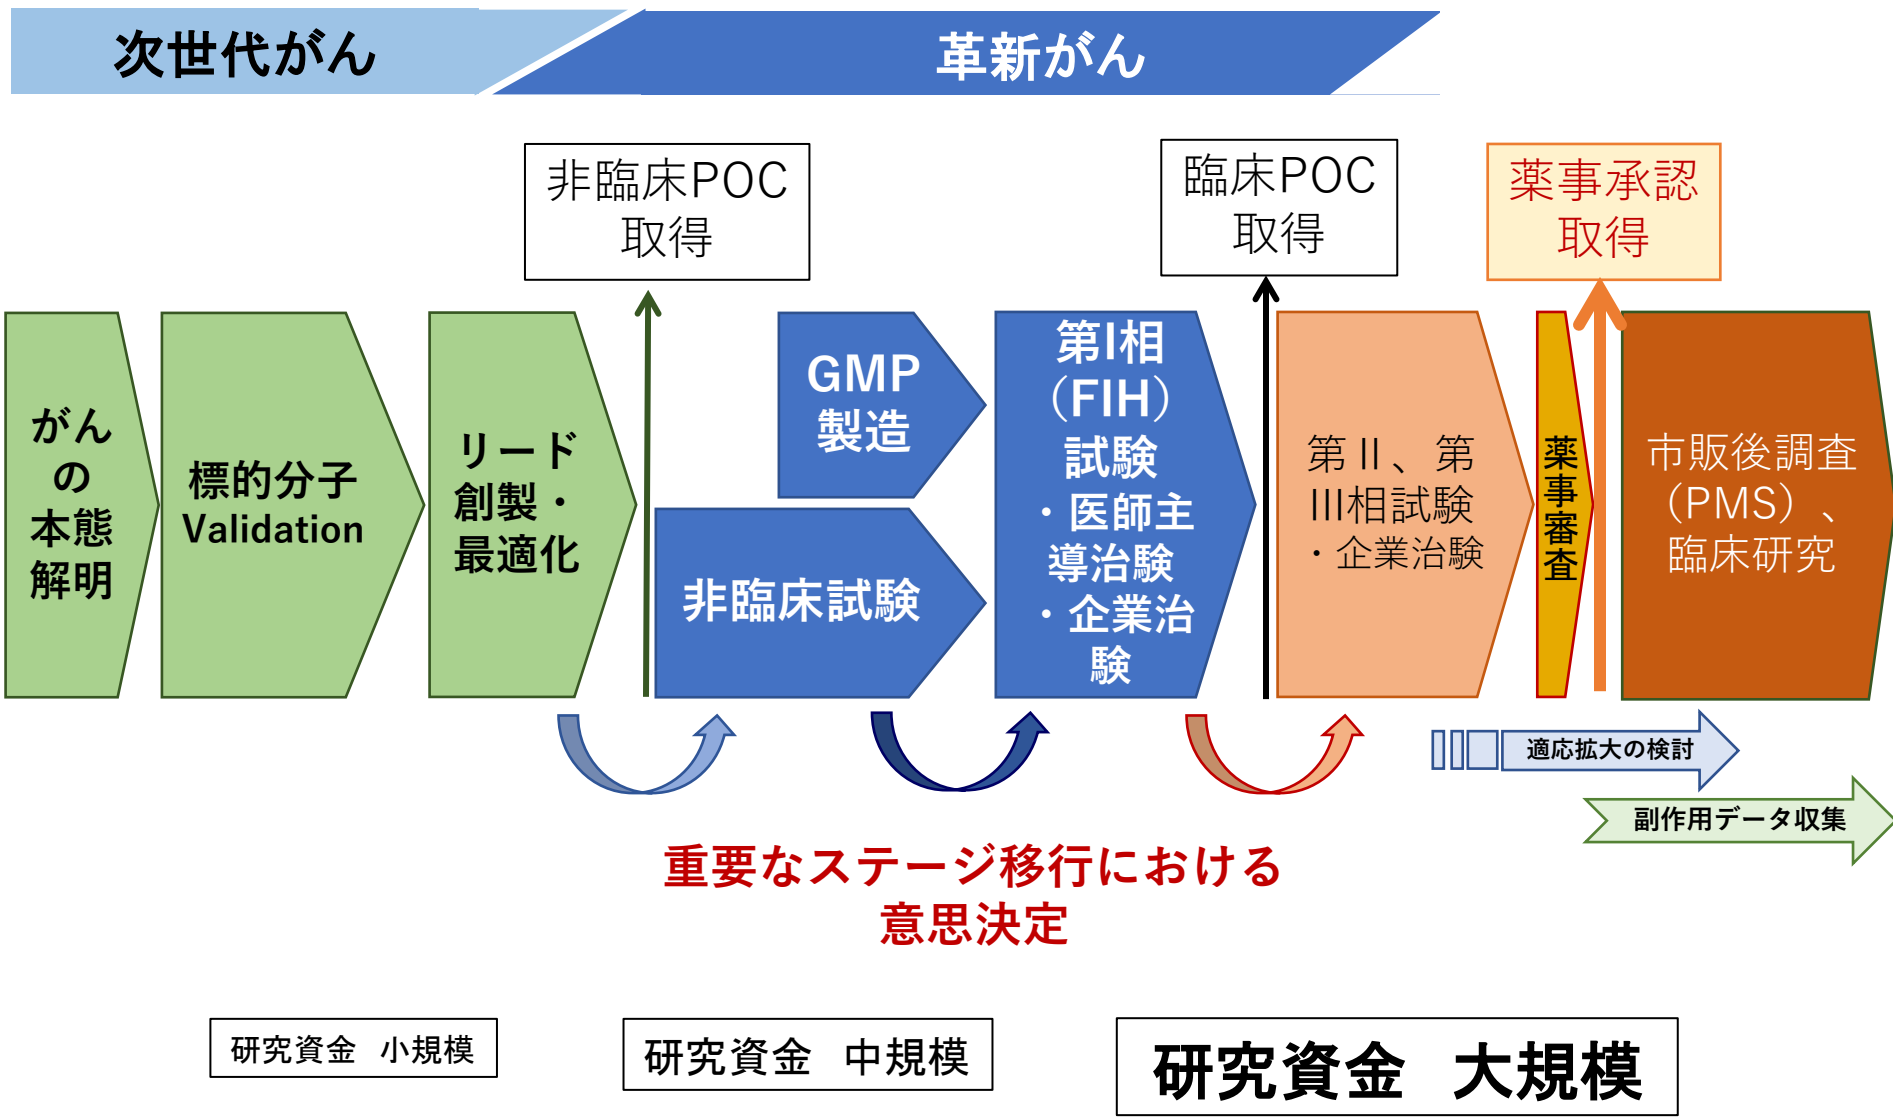 次世代がん
革新がん
非臨床POC
取得
臨床POC
取得
薬事承認
取得
がん
の
本態
解明
標的分子
Validation
リード
創製・
最適化
GMP
製造
非臨床試験
第Ⅰ相
（FIH）
試験
・医師主
導治験
・企業治
験
第Ⅱ、第
Ⅲ相試験
・企業治験
薬事審査
市販後調査
（PMS）、
臨床研究
適応拡大の検討
副作用データ収集
重要なステージ移行における
意思決定
研究資金　小規模
研究資金　中規模
研究資金　大規模